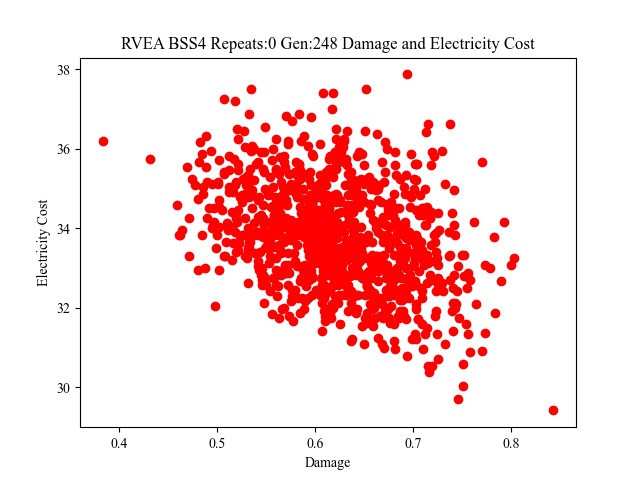 RVEA BSS4 Repeats:0 Gen:248 Damage and Electricity Cost
38
36
34
32
30
Electricity Cost
0.4 0.5 0.6 0.7 0.8
Damage